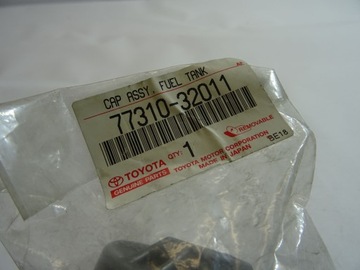 CAP ASSY, FUEL TANK
77310-32011
REMOVABLE
TOYOTA QTY: 1 BE18
GENUINE PARTS TOYOTA MOTOR CORPORATION
MADE IN JAPAN